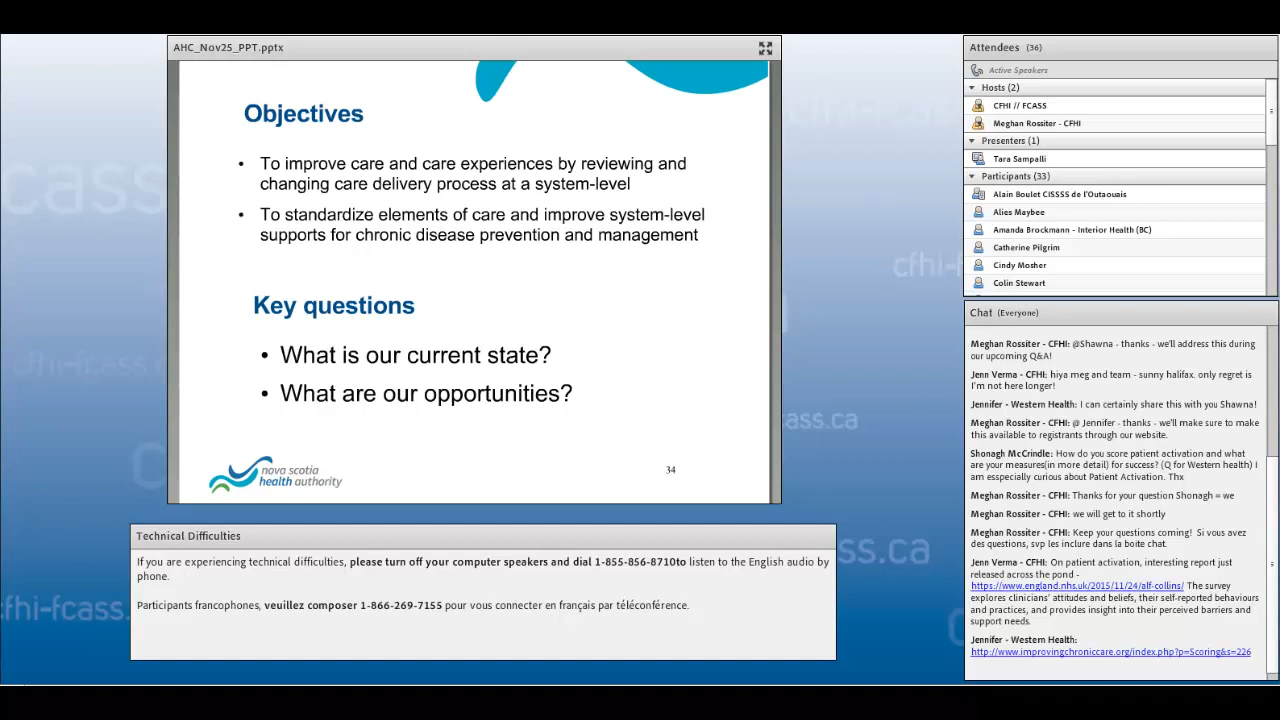 AHC_Nov25_PPT.pptx
Objectives
• To improve care and care experiences by reviewing and
changing care delivery process at a system-level
• To standardize elements of care and improve system-level
supports for chronic disease prevention and management
Key questions
• What is our current state?
• What are our opportunities?
nova scotia
health authority
34
Technical Difficulties
If you are experiencing technical difficulties, please turn off your computer speakers and dial 1-855-856-8710to listen to the English audio by
phone.
Participants francophones, veuillez composer 1-866-269-7155 pour vous connecter en français par téléconférence.
Attendees (36)
Active Speakers
Hosts (2)
CFHI // FCASS
Meghan Rossiter - CFHI
Presenters (1)
Tara Sampalli
Participants (33)
Alain Boulet CISSSS de l'Outaouais
Alies Maybee
Amanda Brockmann - Interior Health (BC)
Catherine Pilgrim
Cindy Mosher
Colin Stewart
Chat (Everyone)
Meghan Rossiter - CFHI: @Shawna - thanks - we'll address this during
our upcoming Q&A!
Jenn Verma - CFHI: hiya meg and team - sunny halifax. only regret is
I'm not here longer!
Jennifer - Western Health: I can certainly share this with you Shawna!
Meghan Rossiter - CFHI: @ Jennifer - thanks - we'll make sure to make
this available to registrants through our website.
Shonagh McCrindle: How do you score patient activation and what
are your measures(in more detail) for success? (Q for Western health) I
am esspecially curious about Patient Activation. Thx
Meghan Rossiter - CFHI: Thanks for your question Shonagh = we
Meghan Rossiter - CFHI: we will get to it shortly
Meghan Rossiter - CFHI: Keep your questions coming! Si vous avez
des questions, svp les inclure dans la boite chat.
Jenn Verma - CFHI: On patient activation, interesting report just
released across the pond -
https://www.england.nhs.uk/2015/11/24/alf-collins/ The survey
explores clinicians' attitudes and beliefs, their self-reported behaviours
and practices, and provides insight into their perceived barriers and
support needs.
Jennifer - Western Health:
http://www.improvingchroniccare.org/index.php?p=Scoring&s=226
cass
cfhi-fcass
cfhi-f
ss.ca
ss.ca
cfhi-fcass